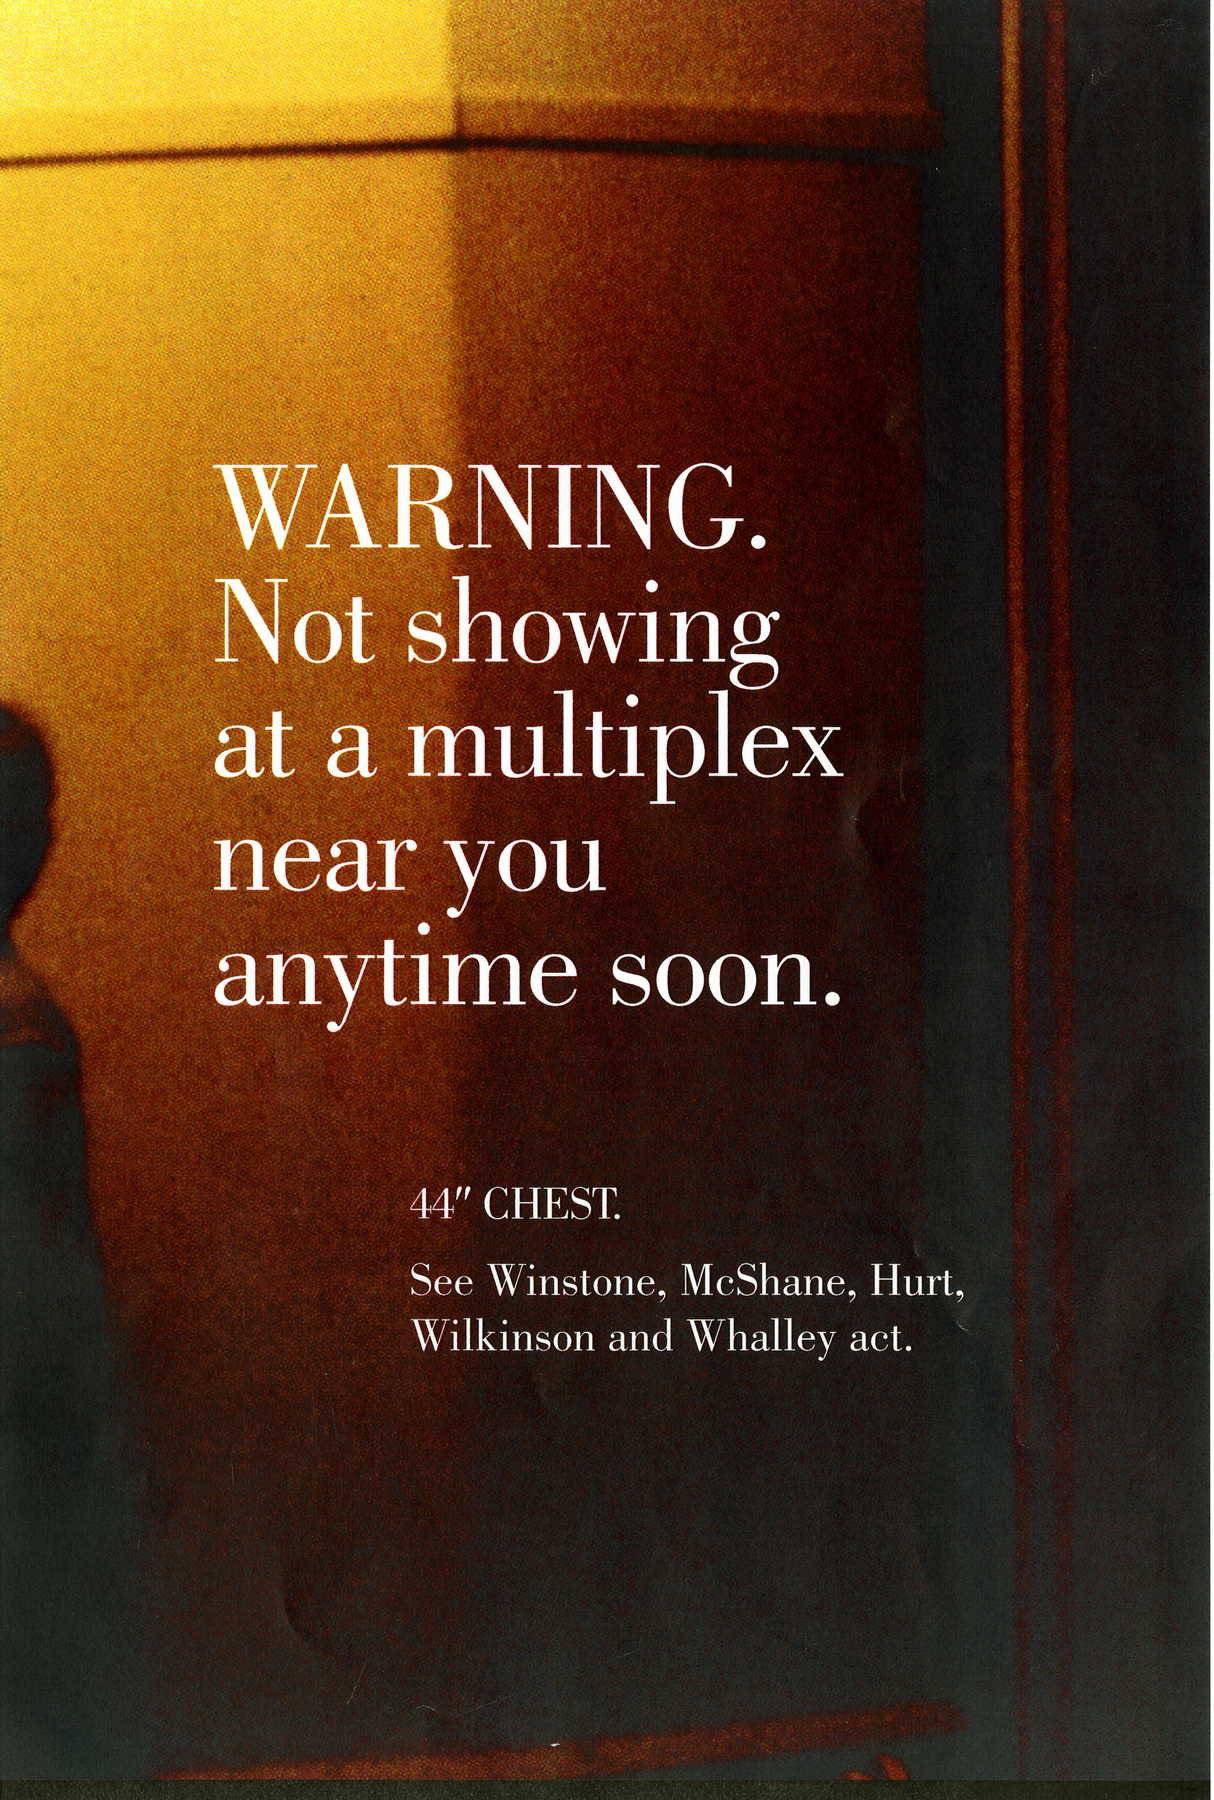 WARNING.
Not showing
at a multiplex
near you
anytime soon.
44″ CHEST.
See Winstone, McShane, Hurt,
Wilkinson and Whalley act.